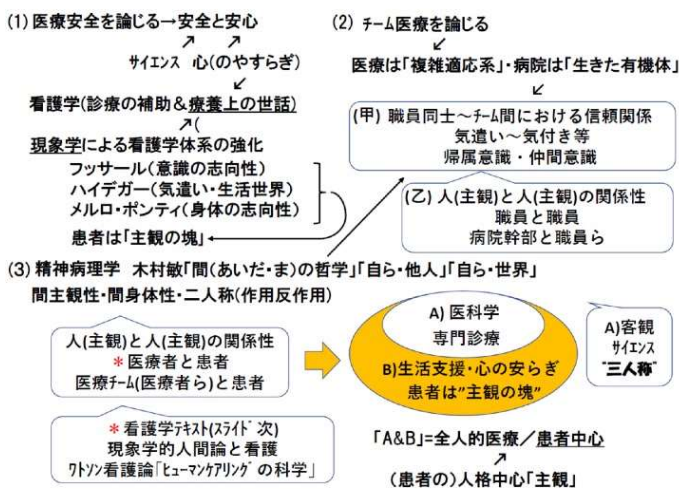 (1) 医療安全を論じる→安全と安心
サイエンス 心(のやすらぎ)
看護学(診療の補助&療養上の世話)
現象学による看護学体系の強化
フッサール(意識の志向性)
ハイデガー(気遣い・生活世界)
メルロ・ポンティ(身体の志向性)
患者は「主観の塊」
(2) チーム医療を論じる
医療は「複雑適応系」・病院は「生きた有機体」
(甲) 職員同士～チーム間における信頼関係
気遣い～気付き等
帰属意識・仲間意識
(乙) 人(主観)と人(主観)の関係性
職員と職員
病院幹部と職員ら
(3) 精神病理学 木村敏「間(あいだ・ま)の哲学」「自ら・他人」「自ら・世界」
間主観性・間身体性・二人称(作用反作用)
人(主観)と人(主観)の関係性
＊医療者と患者
医療チーム(医療者ら)と患者
＊看護学テキスト(スライド次)
現象学的人間論と看護
ワトソン看護論「ヒューマンケアリングの科学」
A) 医科学
専門診療
B)生活支援・心の安らぎ
患者は”主観の塊”
A)客観
サイエンス
“三人称”
「A&B」=全人的医療／患者中心
(患者の)人格中心「主観」